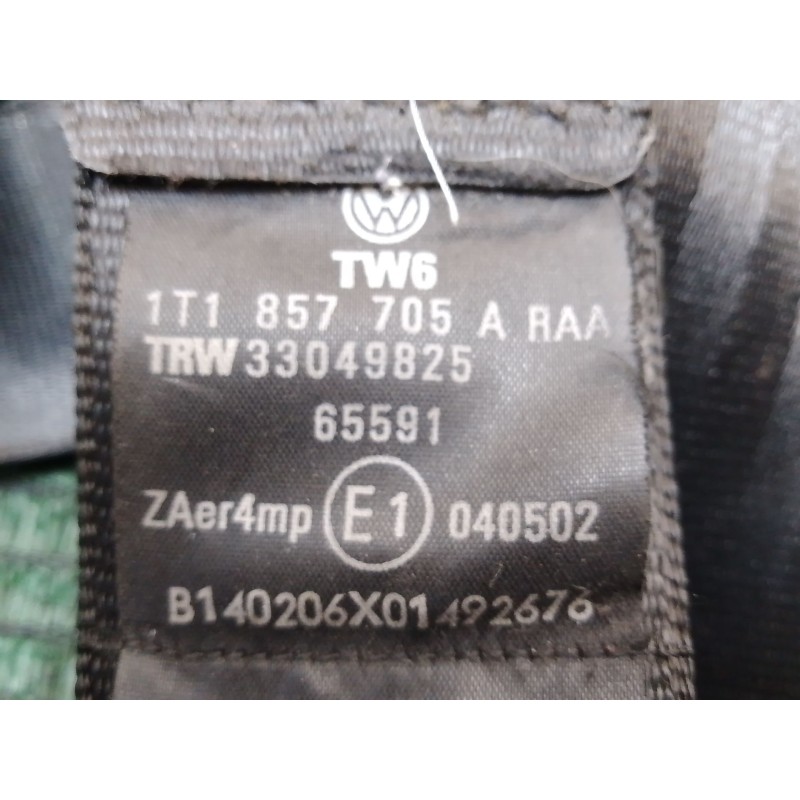 TW6
1T1 857 705 A RAA
TRW 33049825
65591
ZAer4mp E1 040502
B140206X01492676